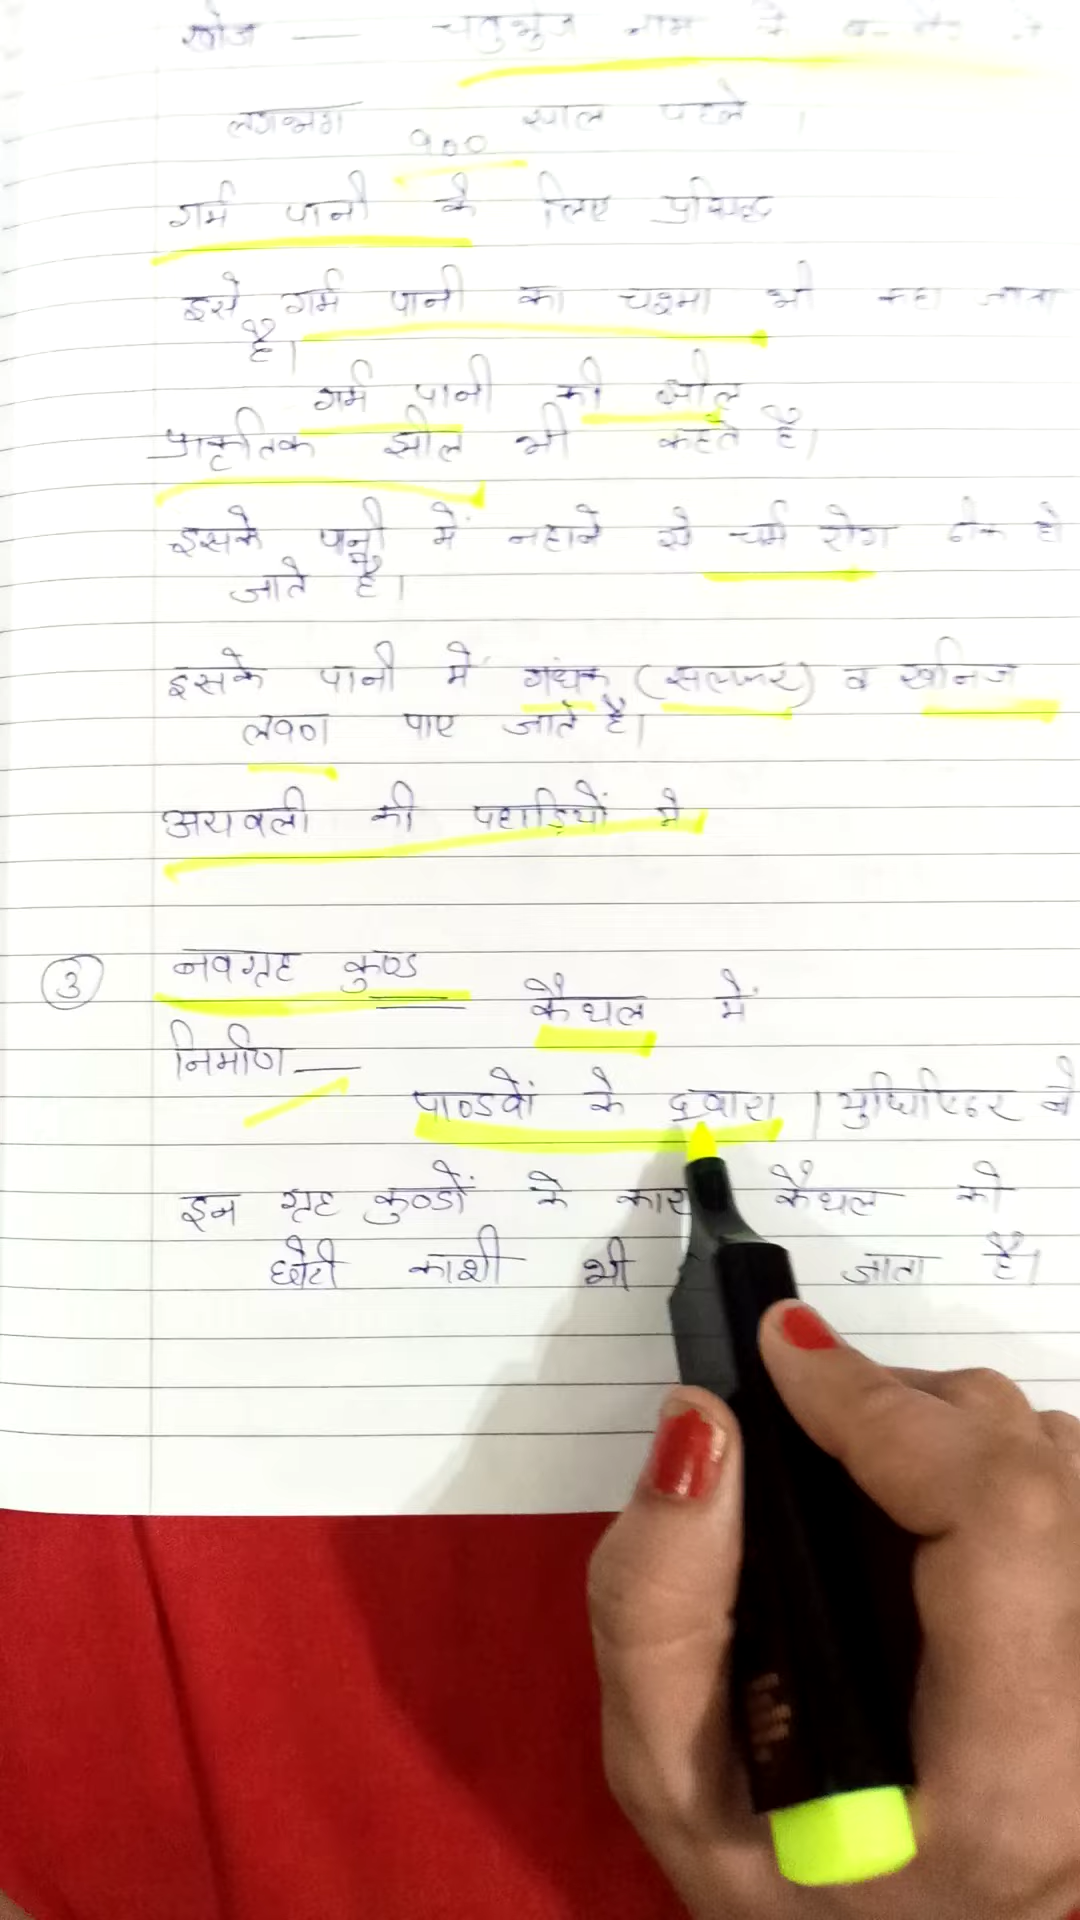 खोज — चतुर्भुज नाम के
लगभग 900 साल पहले ।
गर्म पानी के लिए प्रसिद्ध
इसे गर्म पानी का चश्मा भी कहा जाता
है।
गर्म पानी की झील
प्राकृतिक झील भी कहते है।
इसके पानी में नहाने से चर्म रोग ठीक हो
जाते है।
इसके पानी में गंधक (सल्फर) व खनिज
लवण पाए जाते है।
अरावली की पहाड़ियों मे
③ नवग्रह कुण्ड
कैथल में
निर्माण —
पाण्डवों के द्वारा । युधिष्ठिर ने
इन ग्रह कुण्डों के कारण कैथल को
छोटी काशी भी जाता है।